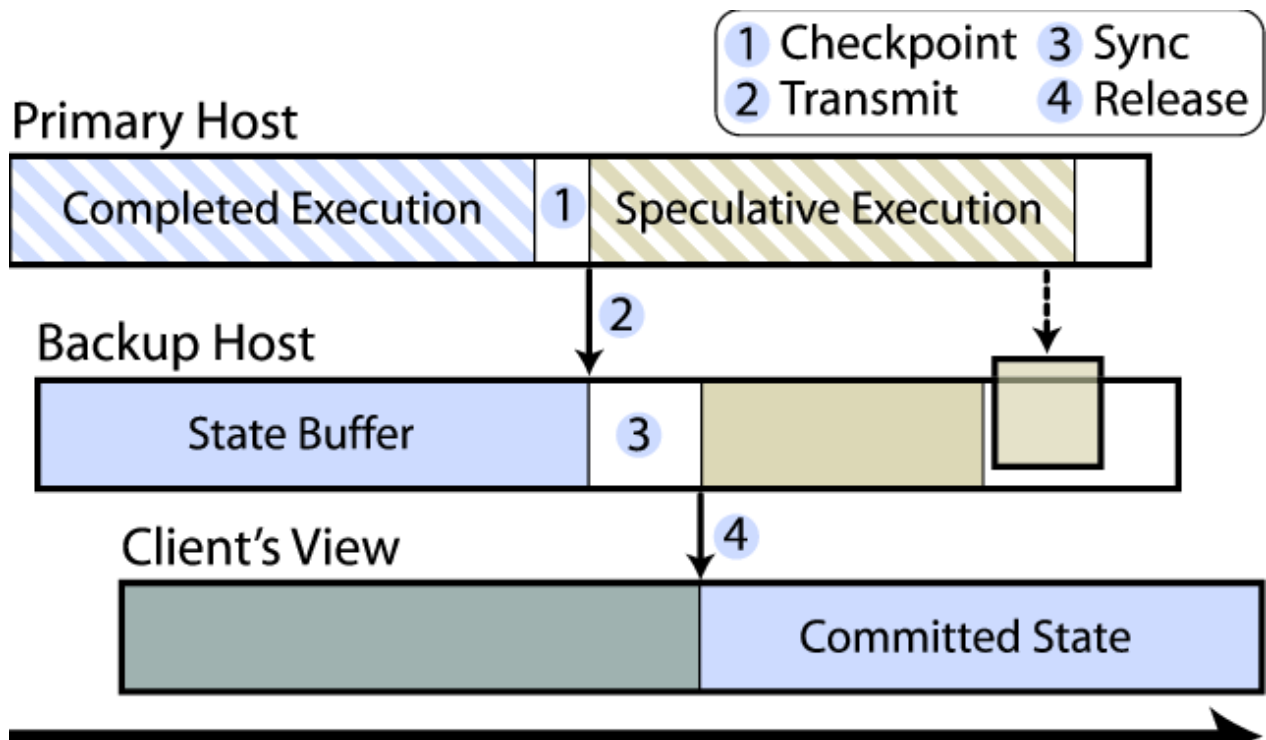 1 Checkpoint 3 Sync
2 Transmit 4 Release
Primary Host
Completed Execution 1 Speculative Execution
2
Backup Host
State Buffer 3
4
Client’s View
Committed State